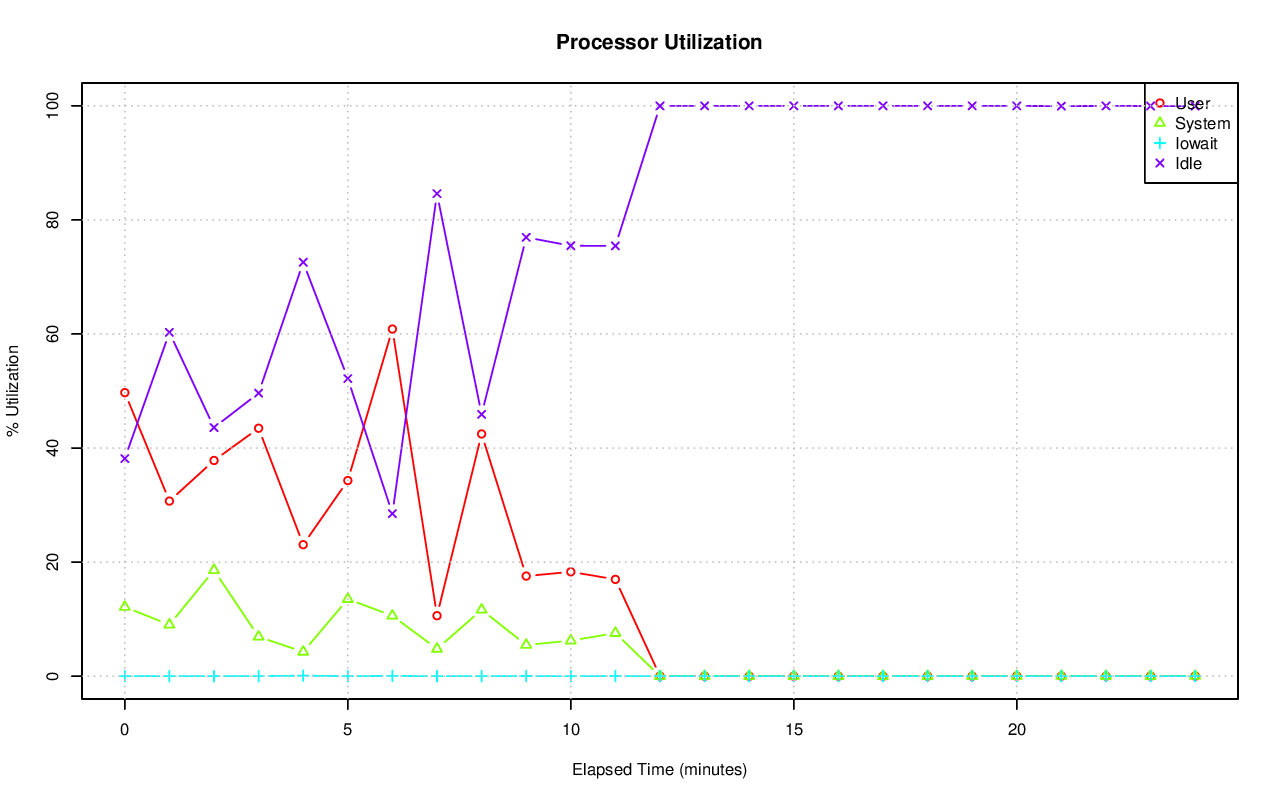 Processor Utilization
% Utilization
100
80
60
40
20
0
User
System
Iowait
Idle
0 5 10 15 20
Elapsed Time (minutes)